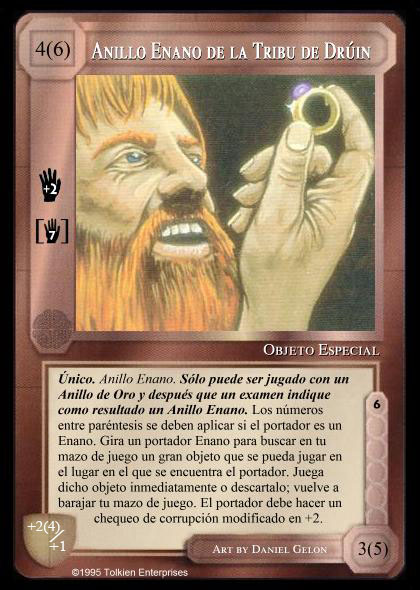 4(6)
Anillo Enano de la Tribu de Drúin
+2
[7]
Objeto Especial
Único. Anillo Enano. Sólo puede ser jugado con un
Anillo de Oro y después que un examen indique
como resultado un Anillo Enano. Los números
entre paréntesis se deben aplicar si el portador es un
Enano. Gira un portador Enano para buscar en tu
mazo de juego un gran objeto que se pueda jugar en
el lugar en el que se encuentra el portador. Juega
dicho objeto inmediatamente o descartalo; vuelve a
barajar tu mazo de juego. El portador debe hacer un
chequeo de corrupción modificado en +2.
6
+2(4)
/+1
Art by Daniel Gelon
3(5)
©1995 Tolkien Enterprises